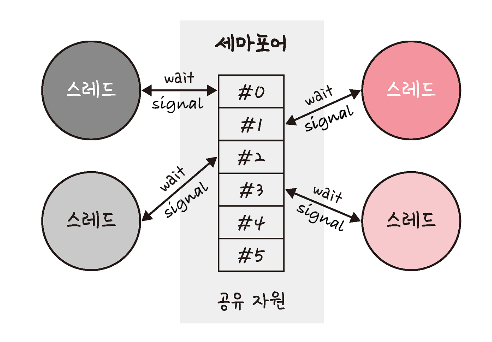 세마포어
스레드
wait
signal
스레드
wait
signal
#0
#1
#2
#3
#4
#5
스레드
wait
signal
스레드
wait
signal
공유 자원